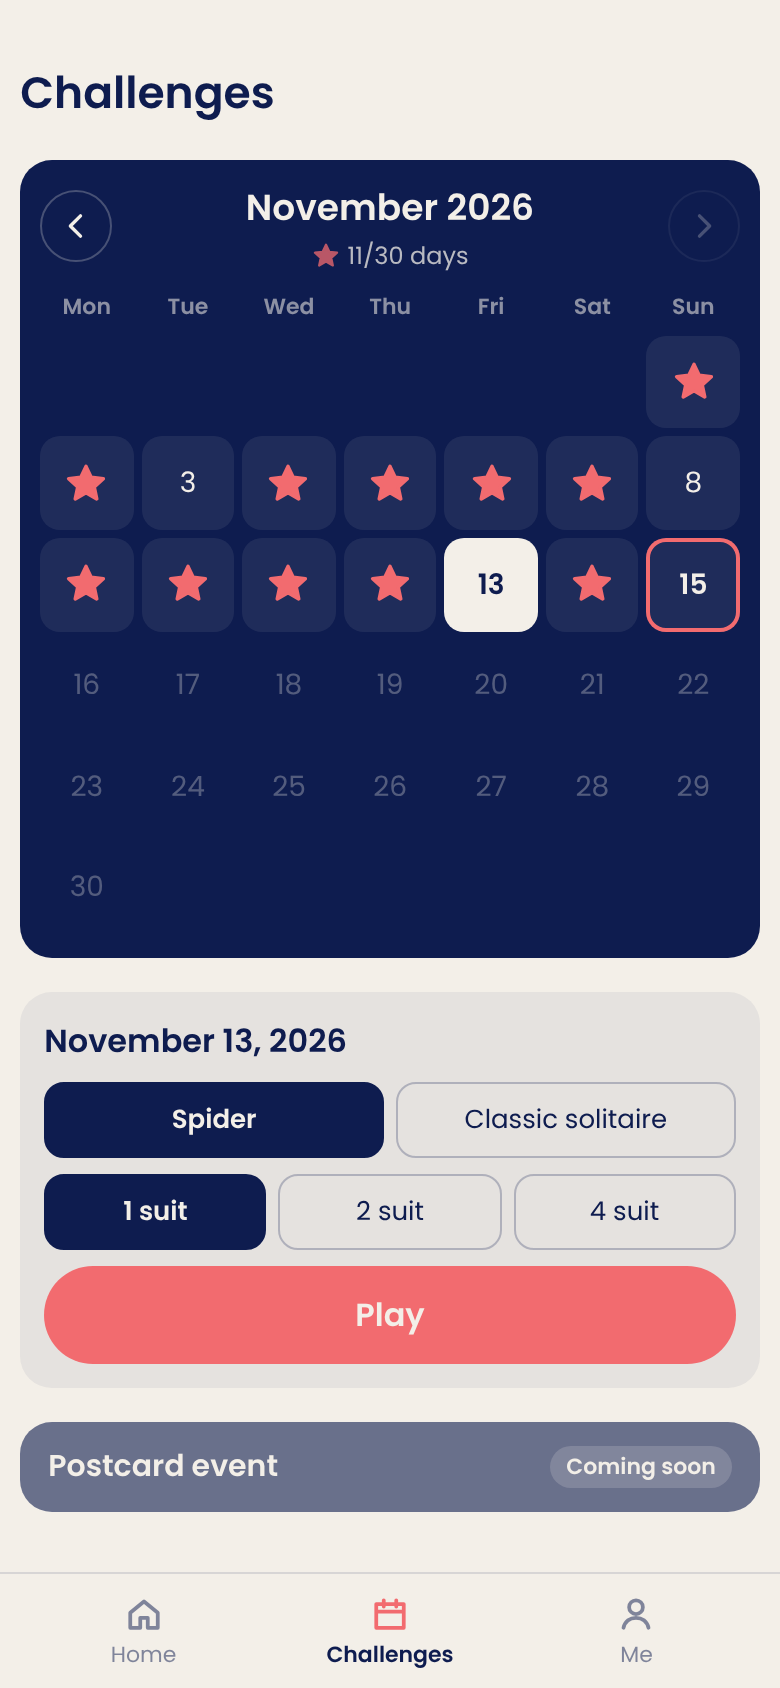 Challenges
November 2026
11/30 days
Mon Tue Wed Thu Fri Sat Sun
3 8
13 15
16 17 18 19 20 21 22
23 24 25 26 27 28 29
30
November 13, 2026
Spider Classic solitaire
1 suit 2 suit 4 suit
Play
Postcard event Coming soon
Home Challenges Me